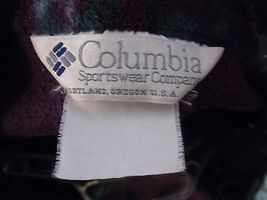 Columbia
Sportswear Company
PORTLAND, OREGON U.S.A.